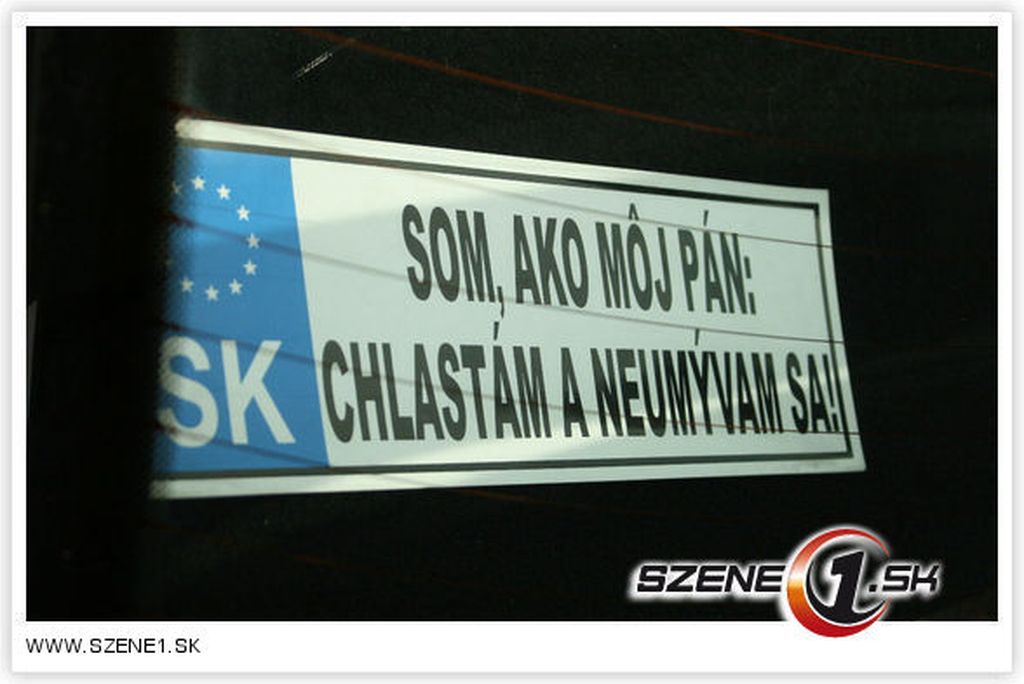 SOM, AKO MÔJ PÁN:
SK
CHLASTÁM A NEUMÝVAM SA!
SZENE1.SK
WWW.SZENE1.SK